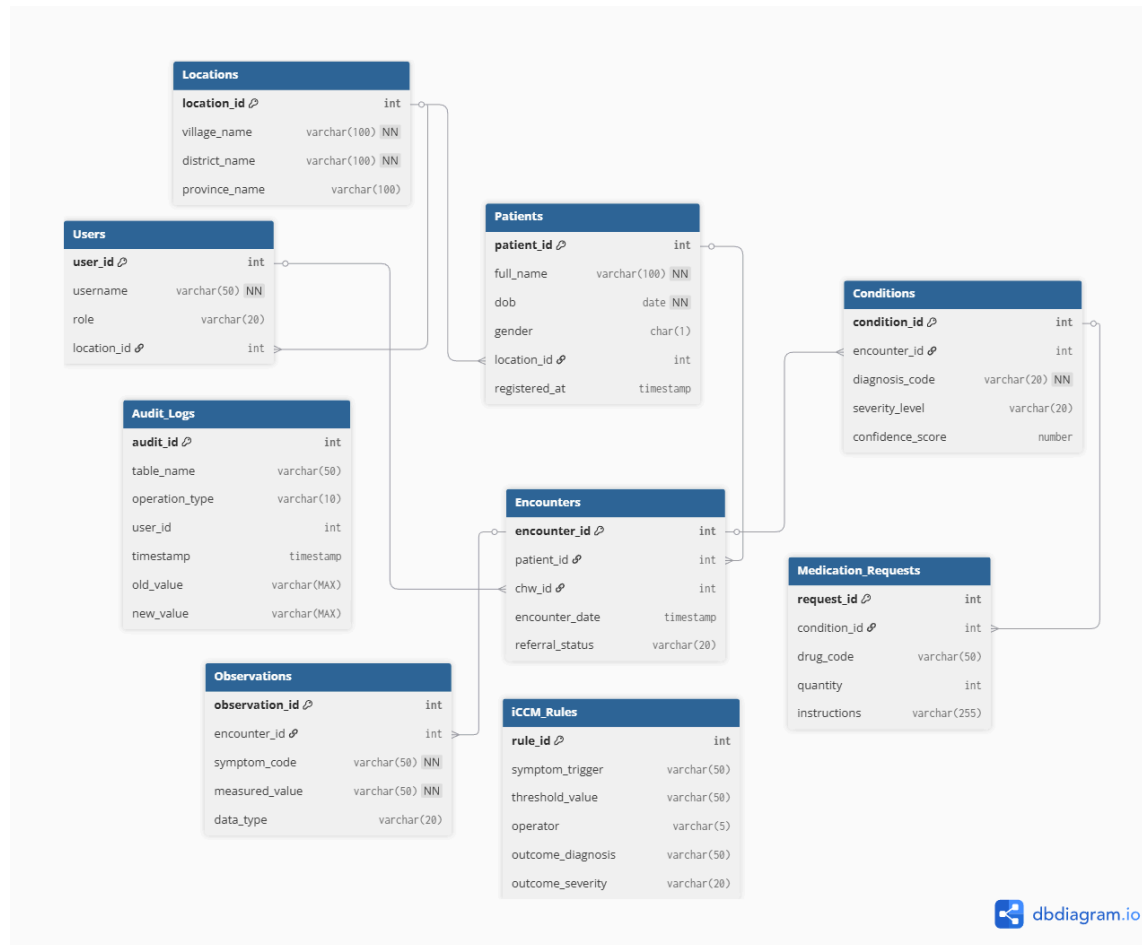 Locations
location_id int
village_name varchar(100) NN
district_name varchar(100) NN
province_name varchar(100)
Users
user_id int
username varchar(50) NN
role varchar(20)
location_id int
Patients
patient_id int
full_name varchar(100) NN
dob date NN
gender char(1)
location_id int
registered_at timestamp
Conditions
condition_id int
encounter_id int
diagnosis_code varchar(20) NN
severity_level varchar(20)
confidence_score number
Audit_Logs
audit_id int
table_name varchar(50)
operation_type varchar(10)
user_id int
timestamp timestamp
old_value varchar(MAX)
new_value varchar(MAX)
Encounters
encounter_id int
patient_id int
chw_id int
encounter_date timestamp
referral_status varchar(20)
Medication_Requests
request_id int
condition_id int
drug_code varchar(50)
quantity int
instructions varchar(255)
Observations
observation_id int
encounter_id int
symptom_code varchar(50) NN
measured_value varchar(50) NN
data_type varchar(20)
iCCM_Rules
rule_id int
symptom_trigger varchar(50)
threshold_value varchar(50)
operator varchar(5)
outcome_diagnosis varchar(50)
outcome_severity varchar(20)
dbdiagram.io